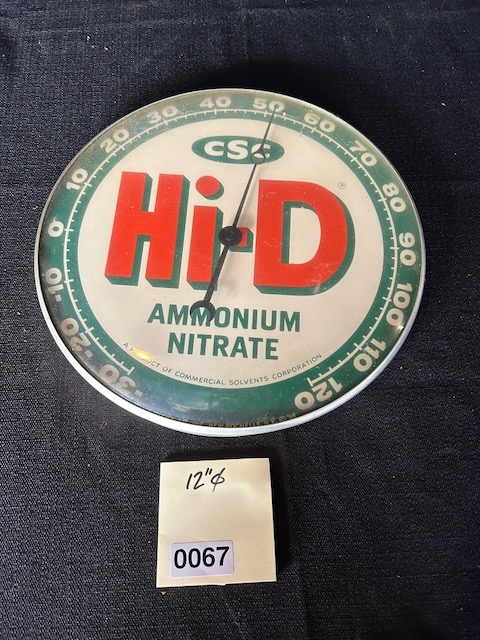 -30 -20 -10 0 10 20 30 40 50 60 70 80 90 100 110 120
CSC
Hi-D®
AMMONIUM
NITRATE
A PRODUCT OF COMMERCIAL SOLVENTS CORPORATION
12"⌀
0067